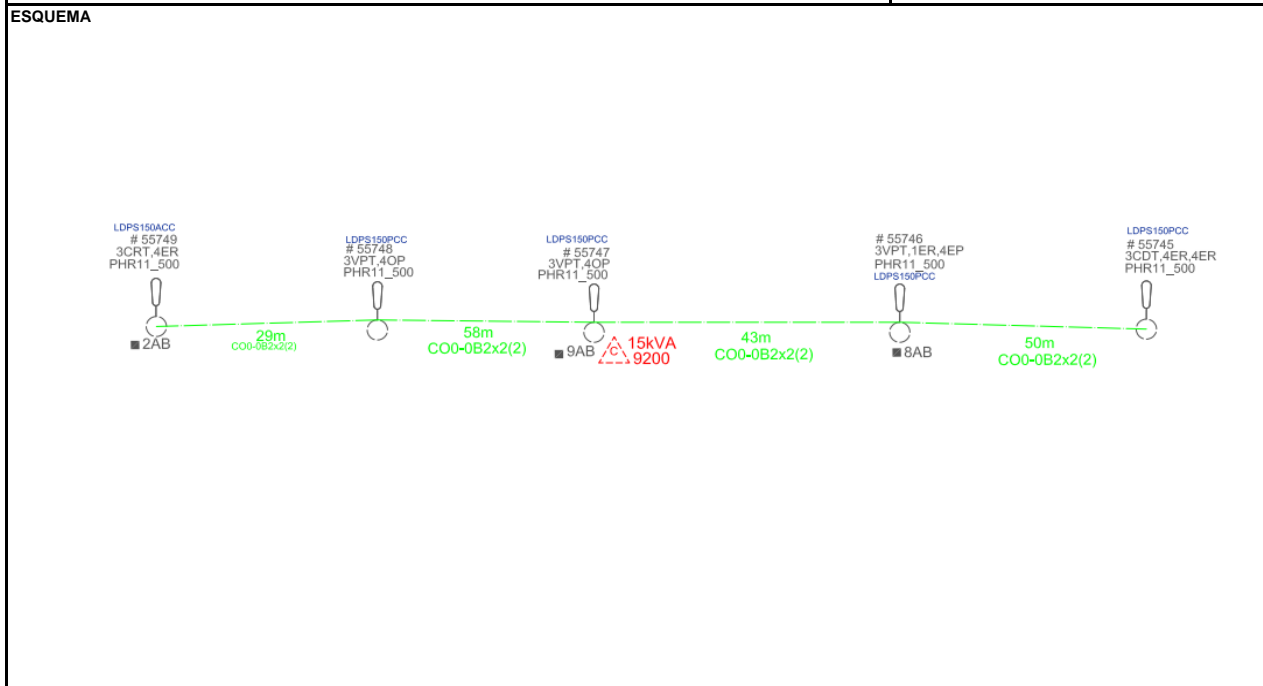 ESQUEMA
LDPS150ACC
# 55749
3CRT,4ER
PHR11_500
2AB
29m
CO0-0B2x2(2)
LDPS150PCC
# 55748
3VPT,4OP
PHR11_500
58m
CO0-0B2x2(2)
LDPS150PCC
# 55747
3VPT,4OP
PHR11_500
9AB
C
15kVA
9200
43m
CO0-0B2x2(2)
# 55746
3VPT,1ER,4EP
PHR11_500
LDPS150PCC
8AB
50m
CO0-0B2x2(2)
LDPS150PCC
# 55745
3CDT,4ER,4ER
PHR11_500